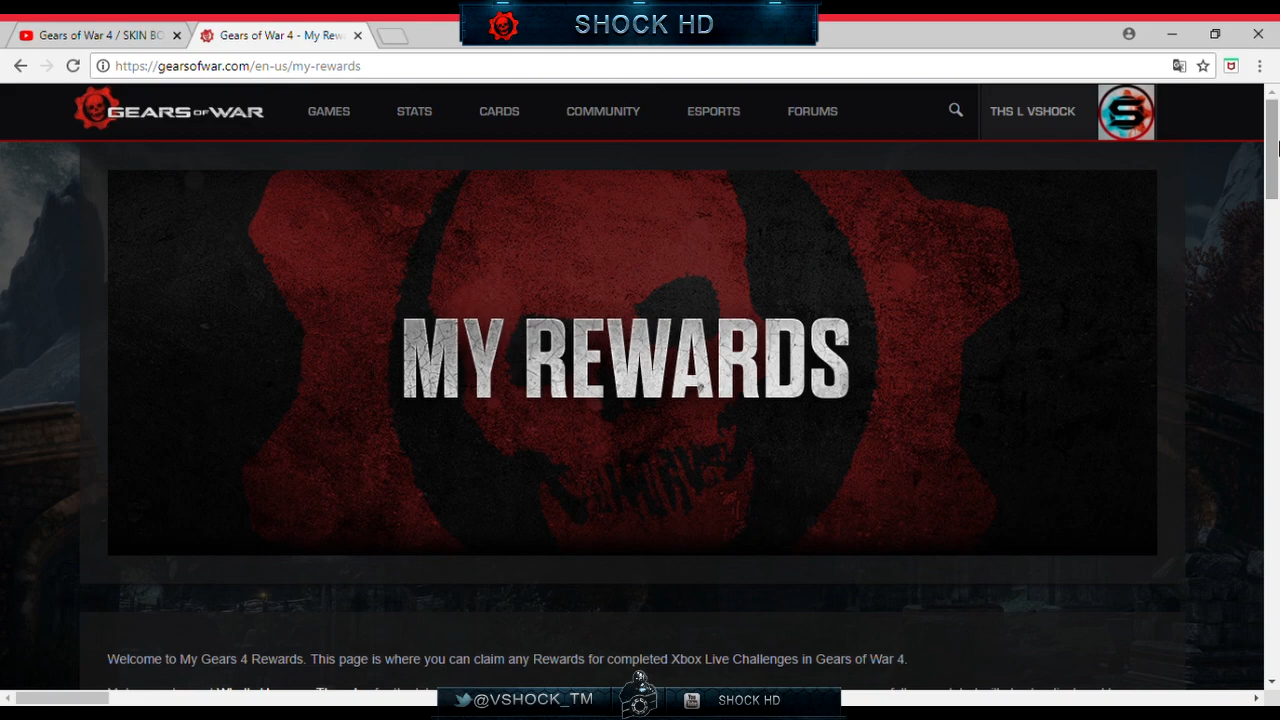 SHOCK HD
Gears of War 4 / SKIN BO
Gears of War 4 - My Rew
https://gearsofwar.com/en-us/my-rewards
GEARS OF WAR
GAMES
STATS
CARDS
COMMUNITY
ESPORTS
FORUMS
THS L VSHOCK
S
MY REWARDS
Welcome to My Gears 4 Rewards. This page is where you can claim any Rewards for completed Xbox Live Challenges in Gears of War 4.
@VSHOCK_TM
You Tube
SHOCK HD